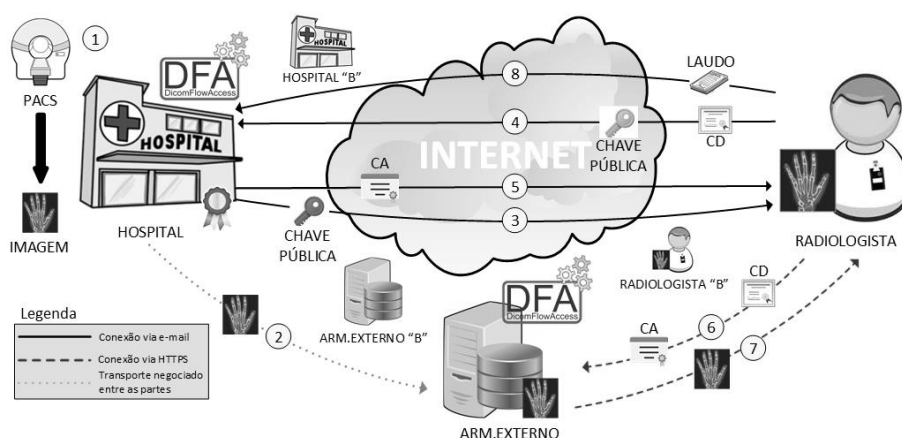 1
PACS
IMAGEM
DFA
DicomFlowAccess
HOSPITAL
HOSPITAL
HOSPITAL
HOSPITAL "B"
INTERNET
8
LAUDO
4
CHAVE
PÚBLICA
CD
CA
5
CHAVE
PÚBLICA
3
RADIOLOGISTA
RADIOLOGISTA "B"
ARM.EXTERNO "B"
2
DFA
DicomFlowAccess
CD
6
CA
7
ARM.EXTERNO
Legenda
Conexão via e-mail
Conexão via HTTPS
Transporte negociado
entre as partes